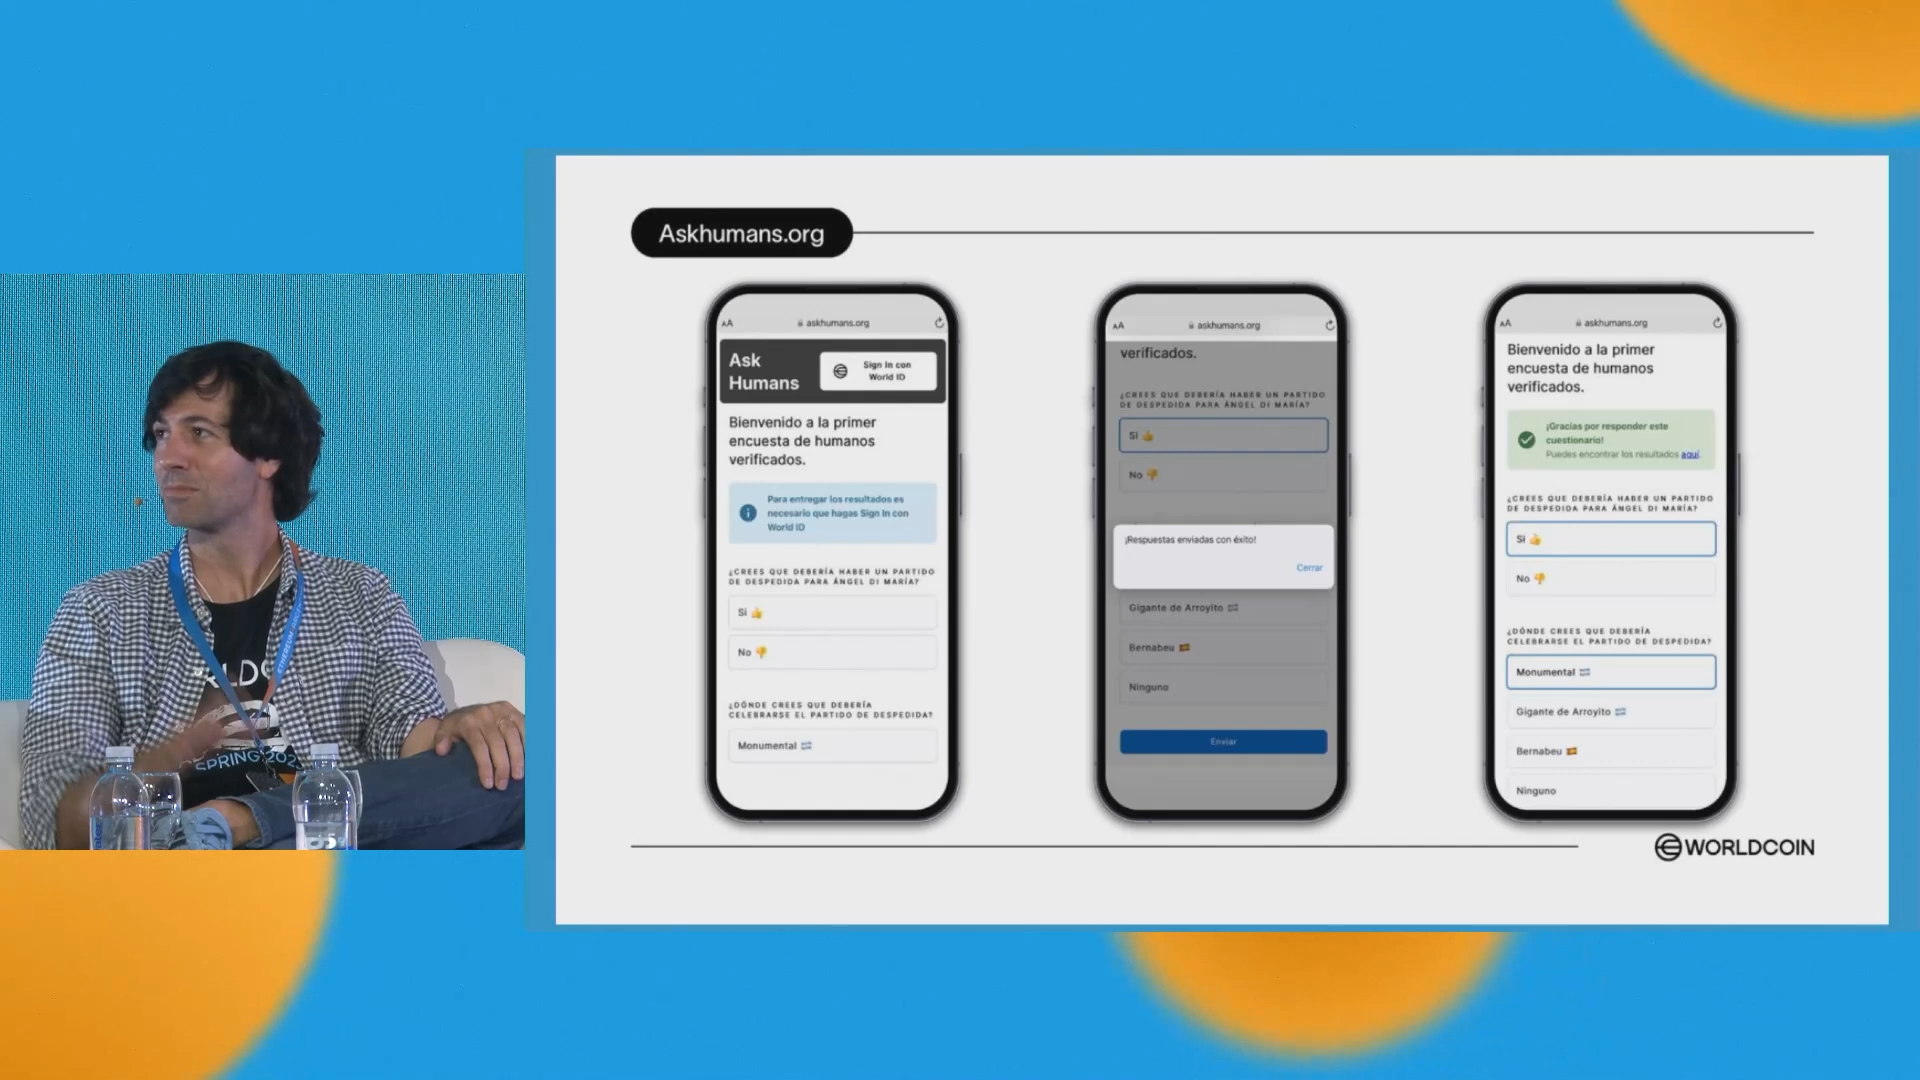 Askhumans.org
AA askhumans.org
Ask
Humans
Sign In con
World ID
Bienvenido a la primer
encuesta de humanos
verificados.
Para entregar los resultados es
necesario que hagas Sign In con
World ID
¿CREES QUE DEBERÍA HABER UN PARTIDO
DE DESPEDIDA PARA ÁNGEL DI MARÍA?
Si 👍
No 👎
¿DÓNDE CREES QUE DEBERÍA
CELEBRARSE EL PARTIDO DE DESPEDIDA?
Monumental 🇦🇷
AA askhumans.org
verificados.
¿CREES QUE DEBERÍA HABER UN PARTIDO
DE DESPEDIDA PARA ÁNGEL DI MARÍA?
Si 👍
No 👎
¡Respuestas enviadas con éxito!
Cerrar
Gigante de Arroyito 🇦🇷
Bernabeu 🇪🇸
Ninguno
Enviar
AA askhumans.org
Bienvenido a la primer
encuesta de humanos
verificados.
¡Gracias por responder este
cuestionario!
Puedes encontrar los resultados aquí.
¿CREES QUE DEBERÍA HABER UN PARTIDO
DE DESPEDIDA PARA ÁNGEL DI MARÍA?
Si 👍
No 👎
¿DÓNDE CREES QUE DEBERÍA
CELEBRARSE EL PARTIDO DE DESPEDIDA?
Monumental 🇦🇷
Gigante de Arroyito 🇦🇷
Bernabeu 🇪🇸
Ninguno
WORLDCOIN
RLDCO
SPRING 202
ETHEREUM